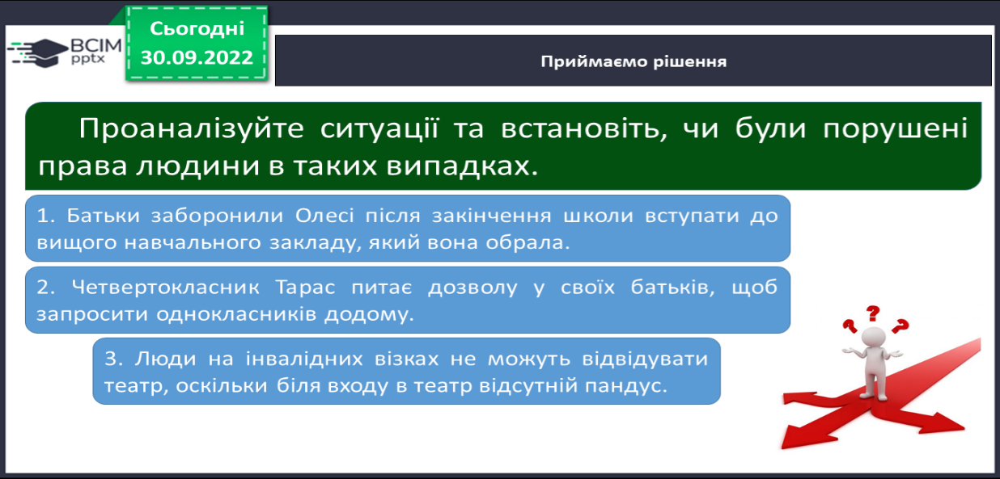 Сьогодні
30.09.2022
ВСІМ
pptx
Приймаємо рішення
Проаналізуйте ситуації та встановіть, чи були порушені
права людини в таких випадках.
1. Батьки заборонили Олесі після закінчення школи вступати до
вищого навчального закладу, який вона обрала.
2. Четвертокласник Тарас питає дозволу у своїх батьків, щоб
запросити однокласників додому.
3. Люди на інвалідних візках не можуть відвідувати
театр, оскільки біля входу в театр відсутній пандус.
? ? ?